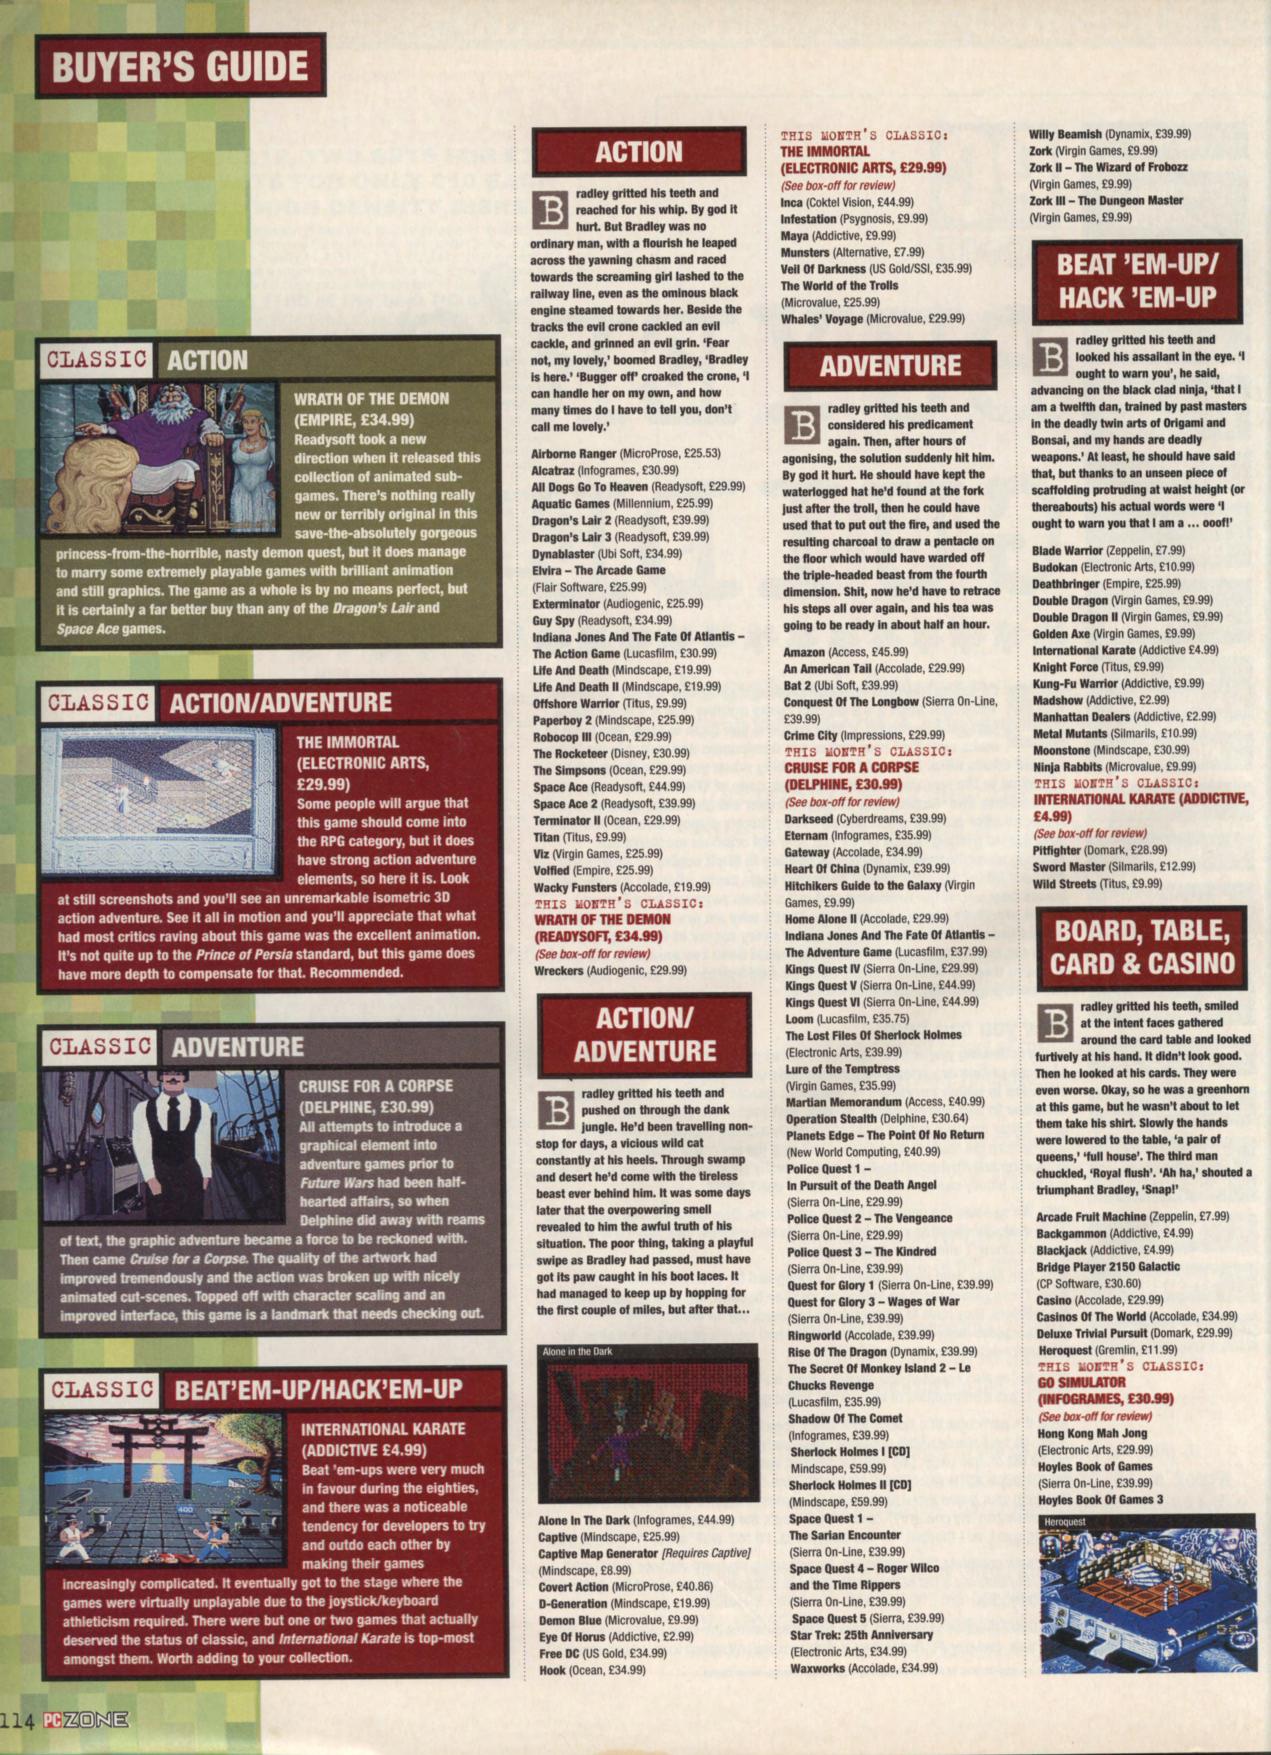 BUYER'S GUIDE
CLASSIC ACTION
WRATH OF THE DEMON
(EMPIRE, £34.99)
Readysoft took a new
direction when it released this
collection of animated sub-
games. There's nothing really
new or terribly original in this
save-the-absolutely gorgeous
princess-from-the-horrible, nasty demon quest, but it does manage
to marry some extremely playable games with brilliant animation
and still graphics. The game as a whole is by no means perfect, but
it is certainly a far better buy than any of the Dragon's Lair and
Space Ace games.
CLASSIC ACTION/ADVENTURE
THE IMMORTAL
(ELECTRONIC ARTS,
£29.99)
Some people will argue that
this game should come into
the RPG category, but it does
have strong action adventure
elements, so here it is. Look
at still screenshots and you'll see an unremarkable isometric 3D
action adventure. See it all in motion and you'll appreciate that what
had most critics raving about this game was the excellent animation.
It's not quite up to the Prince of Persia standard, but this game does
have more depth to compensate for that. Recommended.
CLASSIC ADVENTURE
CRUISE FOR A CORPSE
(DELPHINE, £30.99)
All attempts to introduce a
graphical element into
adventure games prior to
Future Wars had been half-
hearted affairs, so when
Delphine did away with reams
of text, the graphic adventure became a force to be reckoned with.
Then came Cruise for a Corpse. The quality of the artwork had
improved tremendously and the action was broken up with nicely
animated cut-scenes. Topped off with character scaling and an
improved interface, this game is a landmark that needs checking out.
CLASSIC BEAT'EM-UP/HACK'EM-UP
400
INTERNATIONAL KARATE
(ADDICTIVE £4.99)
Beat 'em-ups were very much
in favour during the eighties,
and there was a noticeable
tendency for developers to try
and outdo each other by
making their games
increasingly complicated. It eventually got to the stage where the
games were virtually unplayable due to the joystick/keyboard
athleticism required. There were but one or two games that actually
deserved the status of classic, and International Karate is top-most
amongst them. Worth adding to your collection.
ACTION
Bradley gritted his teeth and
reached for his whip. By god it
hurt. But Bradley was no
ordinary man, with a flourish he leaped
across the yawning chasm and raced
towards the screaming girl lashed to the
railway line, even as the ominous black
engine steamed towards her. Beside the
tracks the evil crone cackled an evil
cackle, and grinned an evil grin. 'Fear
not, my lovely,' boomed Bradley, 'Bradley
is here.' 'Bugger off' croaked the crone, 'I
can handle her on my own, and how
many times do I have to tell you, don't
call me lovely.'
Airborne Ranger (MicroProse, £25.53)
Alcatraz (Infogrames, £30.99)
All Dogs Go To Heaven (Readysoft, £29.99)
Aquatic Games (Millennium, £25.99)
Dragon's Lair 2 (Readysoft, £39.99)
Dragon's Lair 3 (Readysoft, £39.99)
Dynablaster (Ubi Soft, £34.99)
Elvira – The Arcade Game
(Flair Software, £25.99)
Exterminator (Audiogenic, £25.99)
Guy Spy (Readysoft, £34.99)
Indiana Jones And The Fate Of Atlantis –
The Action Game (Lucasfilm, £30.99)
Life And Death (Mindscape, £19.99)
Life And Death II (Mindscape, £19.99)
Offshore Warrior (Titus, £9.99)
Paperboy 2 (Mindscape, £25.99)
Robocop III (Ocean, £29.99)
The Rocketeer (Disney, £30.99)
The Simpsons (Ocean, £29.99)
Space Ace (Readysoft, £44.99)
Space Ace 2 (Readysoft, £39.99)
Terminator II (Ocean, £29.99)
Titan (Titus, £9.99)
Viz (Virgin Games, £25.99)
Volfied (Empire, £25.99)
Wacky Funsters (Accolade, £19.99)
THIS MONTH'S CLASSIC:
WRATH OF THE DEMON
(READYSOFT, £34.99)
(See box-off for review)
Wreckers (Audiogenic, £29.99)
ACTION/
ADVENTURE
Bradley gritted his teeth and
pushed on through the dank
jungle. He'd been travelling non-
stop for days, a vicious wild cat
constantly at his heels. Through swamp
and desert he'd come with the tireless
beast ever behind him. It was some days
later that the overpowering smell
revealed to him the awful truth of his
situation. The poor thing, taking a playful
swipe as Bradley had passed, must have
got its paw caught in his boot laces. It
had managed to keep up by hopping for
the first couple of miles, but after that...
Alone in the Dark
Alone In The Dark (Infogrames, £44.99)
Captive (Mindscape, £25.99)
Captive Map Generator [Requires Captive]
(Mindscape, £8.99)
Covert Action (MicroProse, £40.86)
D-Generation (Mindscape, £19.99)
Demon Blue (Microvalue, £9.99)
Eye Of Horus (Addictive, £2.99)
Free DC (US Gold, £34.99)
Hook (Ocean, £34.99)
THIS MONTH'S CLASSIC:
THE IMMORTAL
(ELECTRONIC ARTS, £29.99)
(See box-off for review)
Inca (Coktel Vision, £44.99)
Infestation (Psygnosis, £9.99)
Maya (Addictive, £9.99)
Munsters (Alternative, £7.99)
Veil Of Darkness (US Gold/SSI, £35.99)
The World of the Trolls
(Microvalue, £25.99)
Whales' Voyage (Microvalue, £29.99)
ADVENTURE
Bradley gritted his teeth and
considered his predicament
again. Then, after hours of
agonising, the solution suddenly hit him.
By god it hurt. He should have kept the
waterlogged hat he'd found at the fork
just after the troll, then he could have
used that to put out the fire, and used the
resulting charcoal to draw a pentacle on
the floor which would have warded off
the triple-headed beast from the fourth
dimension. Shit, now he'd have to retrace
his steps all over again, and his tea was
going to be ready in about half an hour.
Amazon (Access, £45.99)
An American Tail (Accolade, £29.99)
Bat 2 (Ubi Soft, £39.99)
Conquest Of The Longbow (Sierra On-Line,
£39.99)
Crime City (Impressions, £29.99)
THIS MONTH'S CLASSIC:
CRUISE FOR A CORPSE
(DELPHINE, £30.99)
(See box-off for review)
Darkseed (Cyberdreams, £39.99)
Eternam (Infogrames, £35.99)
Gateway (Accolade, £34.99)
Heart Of China (Dynamix, £39.99)
Hitchikers Guide to the Galaxy (Virgin
Games, £9.99)
Home Alone II (Accolade, £29.99)
Indiana Jones And The Fate Of Atlantis –
The Adventure Game (Lucasfilm, £37.99)
Kings Quest IV (Sierra On-Line, £29.99)
Kings Quest V (Sierra On-Line, £44.99)
Kings Quest VI (Sierra On-Line, £44.99)
Loom (Lucasfilm, £35.75)
The Lost Files Of Sherlock Holmes
(Electronic Arts, £39.99)
Lure of the Temptress
(Virgin Games, £35.99)
Martian Memorandum (Access, £40.99)
Operation Stealth (Delphine, £30.64)
Planets Edge – The Point Of No Return
(New World Computing, £40.99)
Police Quest 1 –
In Pursuit of the Death Angel
(Sierra On-Line, £29.99)
Police Quest 2 – The Vengeance
(Sierra On-Line, £29.99)
Police Quest 3 – The Kindred
(Sierra On-Line, £39.99)
Quest for Glory 1 (Sierra On-Line, £39.99)
Quest for Glory 3 – Wages of War
(Sierra On-Line, £39.99)
Ringworld (Accolade, £39.99)
Rise Of The Dragon (Dynamix, £39.99)
The Secret Of Monkey Island 2 – Le
Chucks Revenge
(Lucasfilm, £35.99)
Shadow Of The Comet
(Infogrames, £39.99)
Sherlock Holmes I [CD]
Mindscape, £59.99)
Sherlock Holmes II [CD]
(Mindscape, £59.99)
Space Quest 1 –
The Sarian Encounter
(Sierra On-Line, £39.99)
Space Quest 4 – Roger Wilco
and the Time Rippers
(Sierra On-Line, £39.99)
Space Quest 5 (Sierra, £39.99)
Star Trek: 25th Anniversary
(Electronic Arts, £34.99)
Waxworks (Accolade, £34.99)
Willy Beamish (Dynamix, £39.99)
Zork (Virgin Games, £9.99)
Zork II – The Wizard of Frobozz
(Virgin Games, £9.99)
Zork III – The Dungeon Master
(Virgin Games, £9.99)
BEAT 'EM-UP/
HACK 'EM-UP
Bradley gritted his teeth and
looked his assailant in the eye. 'I
ought to warn you', he said,
advancing on the black clad ninja, 'that I
am a twelfth dan, trained by past masters
in the deadly twin arts of Origami and
Bonsai, and my hands are deadly
weapons.' At least, he should have said
that, but thanks to an unseen piece of
scaffolding protruding at waist height (or
thereabouts) his actual words were 'I
ought to warn you that I am a ... ooof!'
Blade Warrior (Zeppelin, £7.99)
Budokan (Electronic Arts, £10.99)
Deathbringer (Empire, £25.99)
Double Dragon (Virgin Games, £9.99)
Double Dragon II (Virgin Games, £9.99)
Golden Axe (Virgin Games, £9.99)
International Karate (Addictive £4.99)
Knight Force (Titus, £9.99)
Kung-Fu Warrior (Addictive, £9.99)
Madshow (Addictive, £2.99)
Manhattan Dealers (Addictive, £2.99)
Metal Mutants (Silmarils, £10.99)
Moonstone (Mindscape, £30.99)
Ninja Rabbits (Microvalue, £9.99)
THIS MONTH'S CLASSIC:
INTERNATIONAL KARATE (ADDICTIVE,
£4.99)
(See box-off for review)
Pitfighter (Domark, £28.99)
Sword Master (Silmarils, £12.99)
Wild Streets (Titus, £9.99)
BOARD, TABLE,
CARD & CASINO
Bradley gritted his teeth, smiled
at the intent faces gathered
around the card table and looked
furtively at his hand. It didn't look good.
Then he looked at his cards. They were
even worse. Okay, so he was a greenhorn
at this game, but he wasn't about to let
them take his shirt. Slowly the hands
were lowered to the table, 'a pair of
queens,' 'full house'. The third man
chuckled, 'Royal flush'. 'Ah ha,' shouted a
triumphant Bradley, 'Snap!'
Arcade Fruit Machine (Zeppelin, £7.99)
Backgammon (Addictive, £4.99)
Blackjack (Addictive, £4.99)
Bridge Player 2150 Galactic
(CP Software, £30.60)
Casino (Accolade, £29.99)
Casinos Of The World (Accolade, £34.99)
Deluxe Trivial Pursuit (Domark, £29.99)
Heroquest (Gremlin, £11.99)
THIS MONTH'S CLASSIC:
GO SIMULATOR
(INFOGRAMES, £30.99)
(See box-off for review)
Hong Kong Mah Jong
(Electronic Arts, £29.99)
Hoyles Book of Games
(Sierra On-Line, £39.99)
Hoyles Book Of Games 3
Heroquest
114 PC ZONE